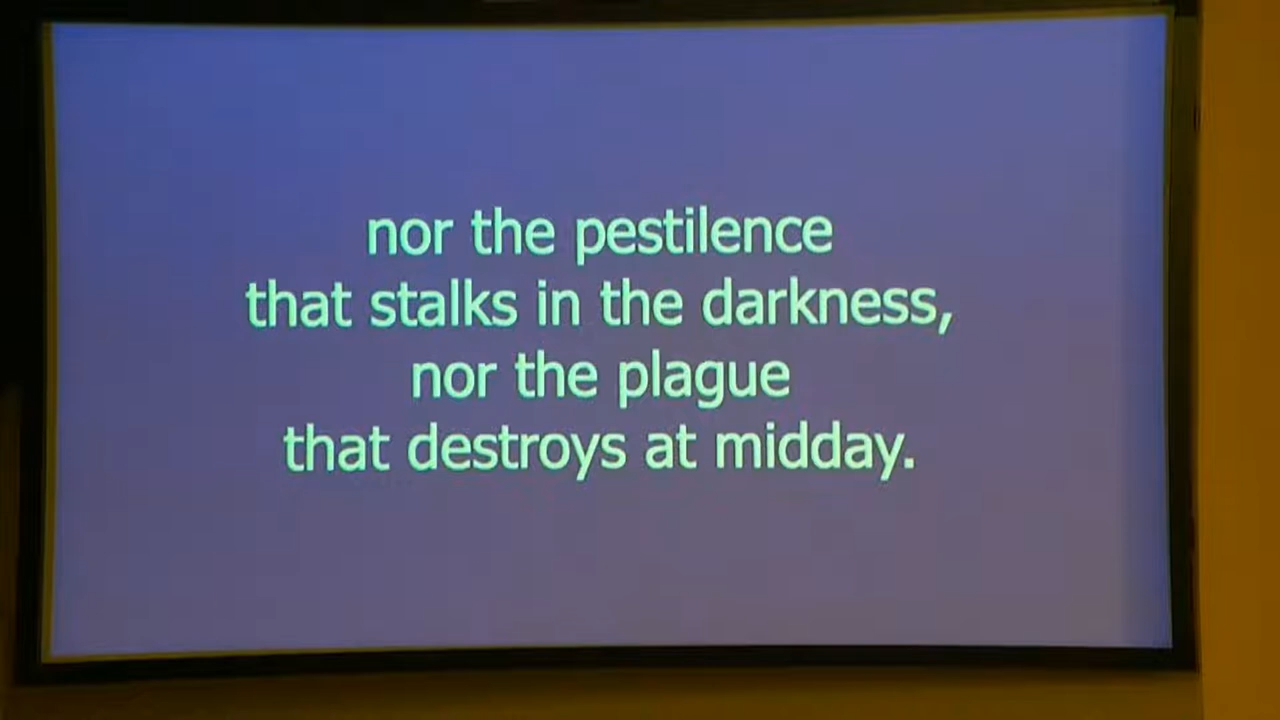 nor the pestilence
that stalks in the darkness,
nor the plague
that destroys at midday.